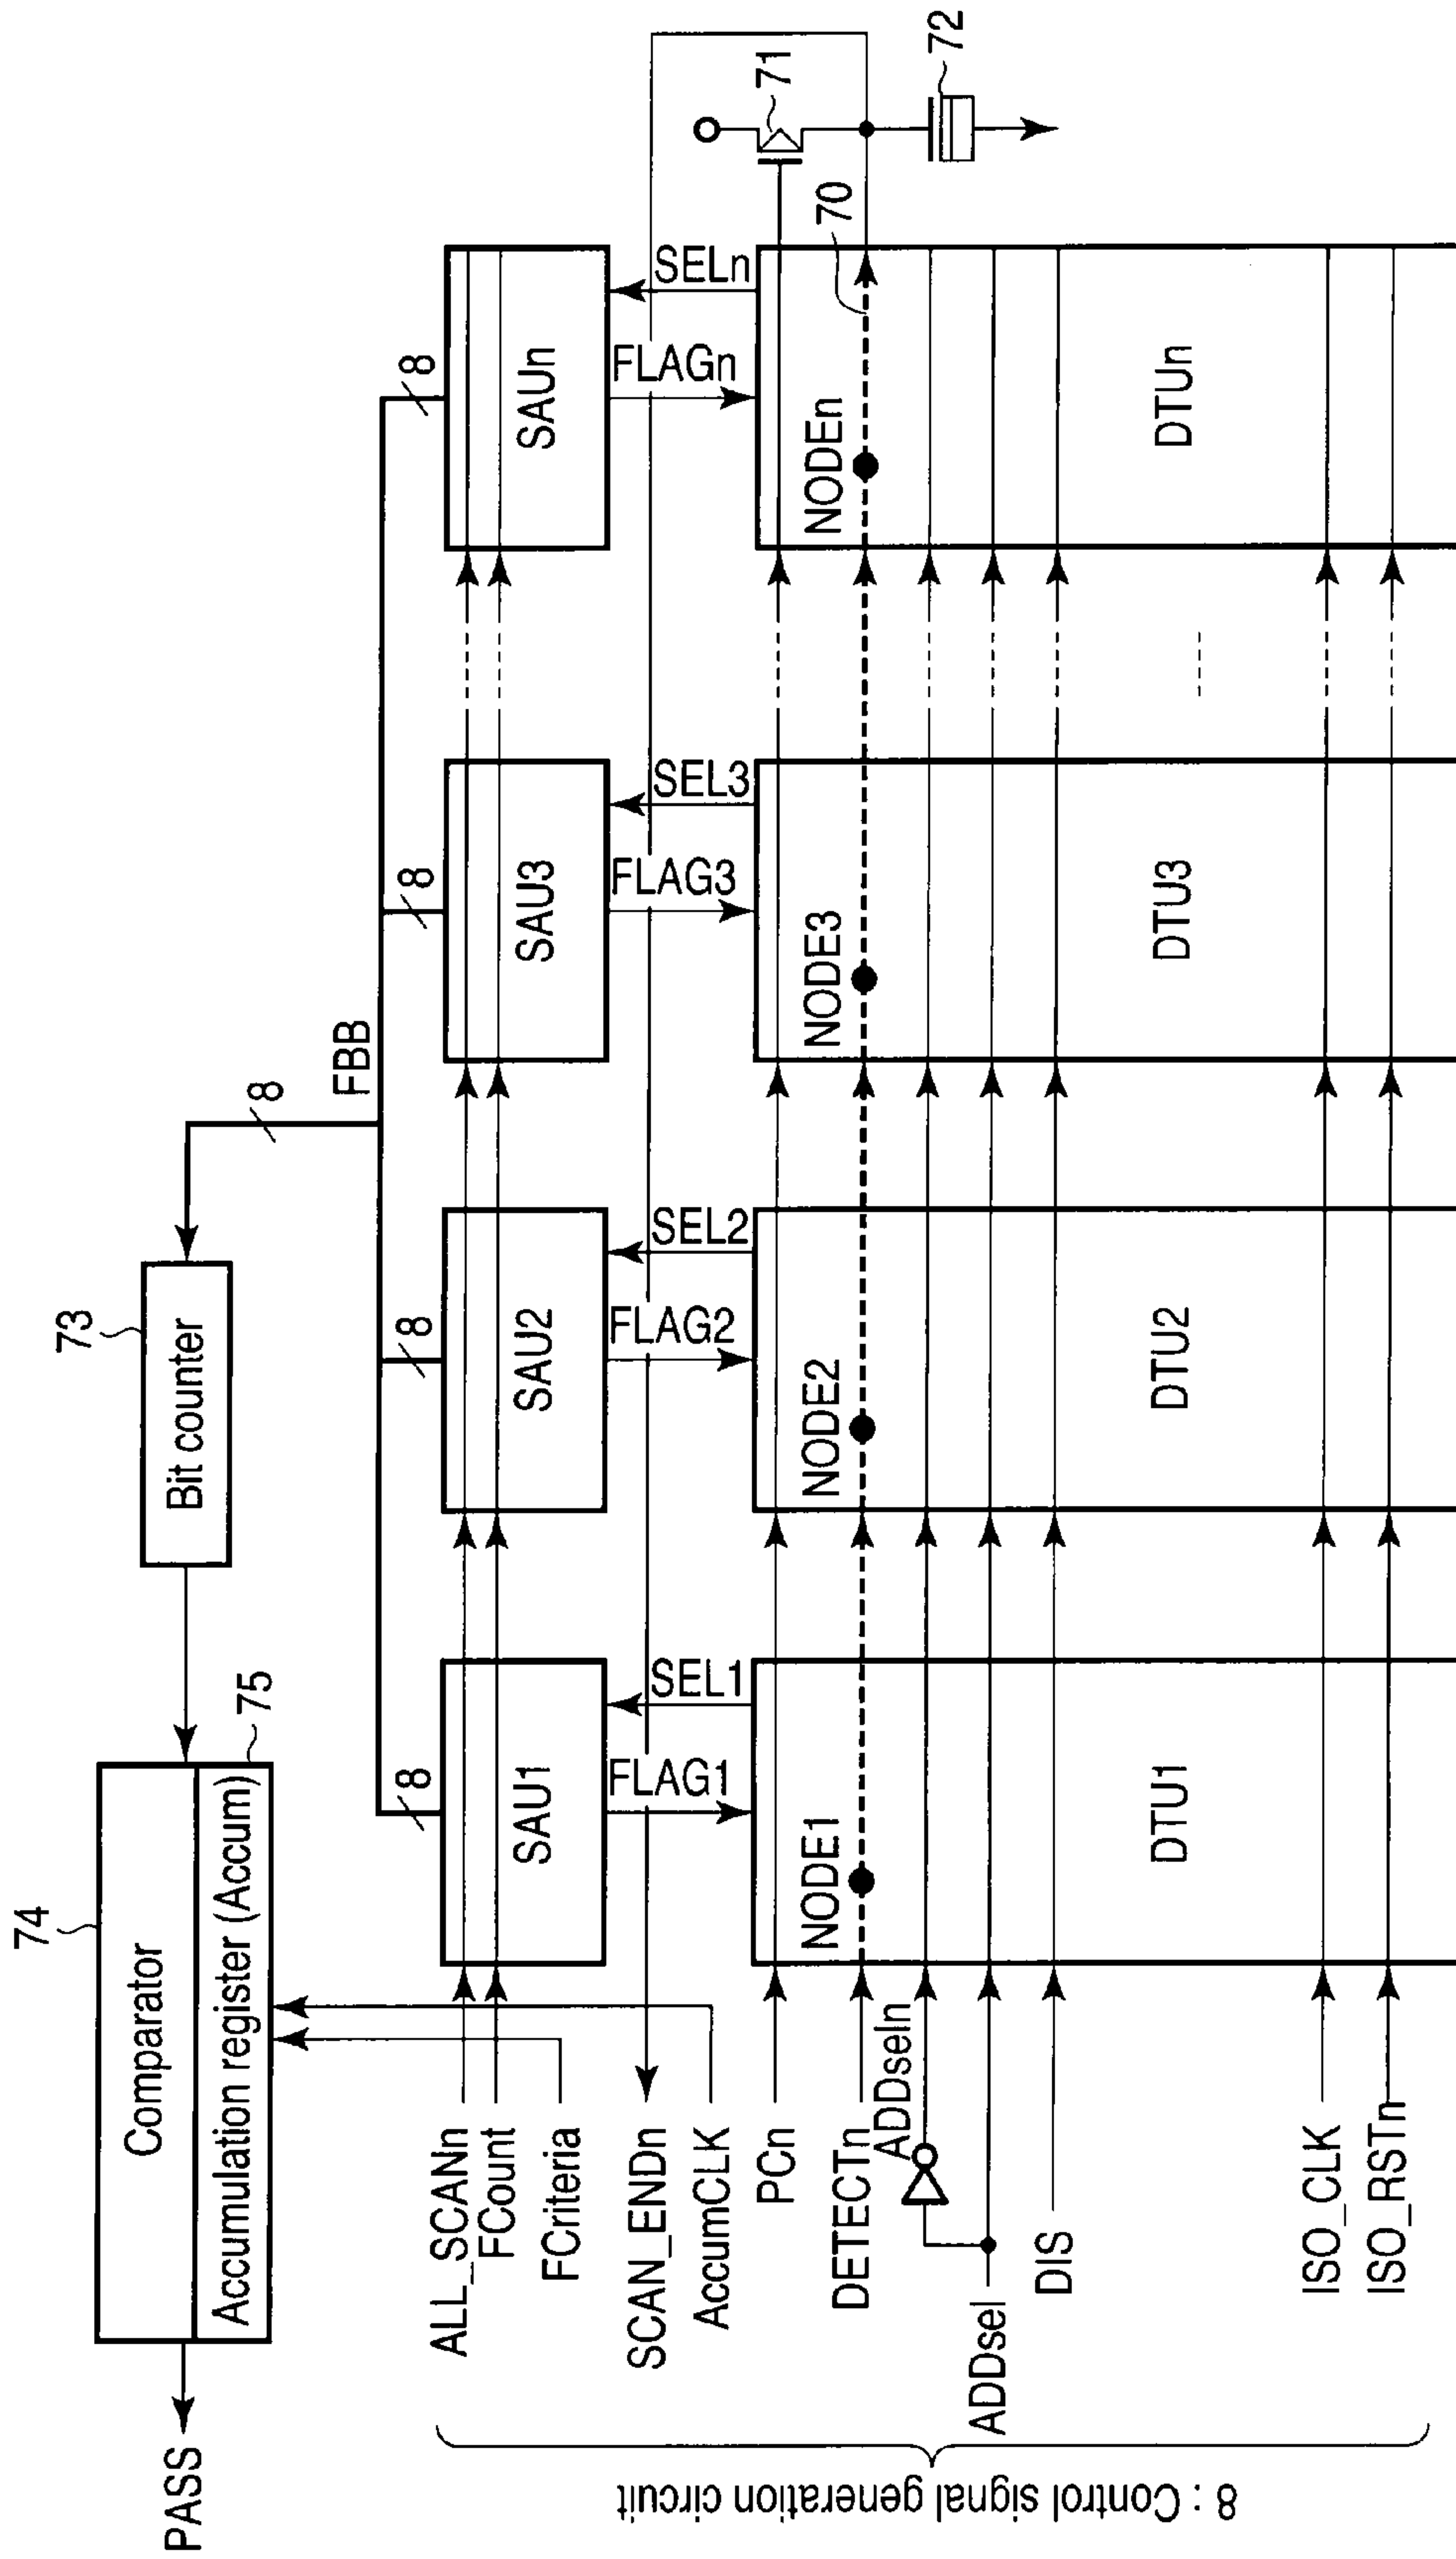 74
Comparator
Accumulation register (Accum)
75
PASS
73
Bit counter
8
FBB
8
8
8
8
SAU1
SAU2
SAU3
SAUn
ALL_SCANn
FCount
FCriteria
SCAN_ENDn
AccumCLK
FLAG1
SEL1
FLAG2
SEL2
FLAG3
SEL3
FLAGn
SELn
71
72
70
PCn
DETECTn
ADDseln
ADDsel
DIS
ISO_CLK
ISO_RSTn
NODE1
NODE2
NODE3
NODEn
DTU1
DTU2
DTU3
DTUn
8 : Control signal generation circuit